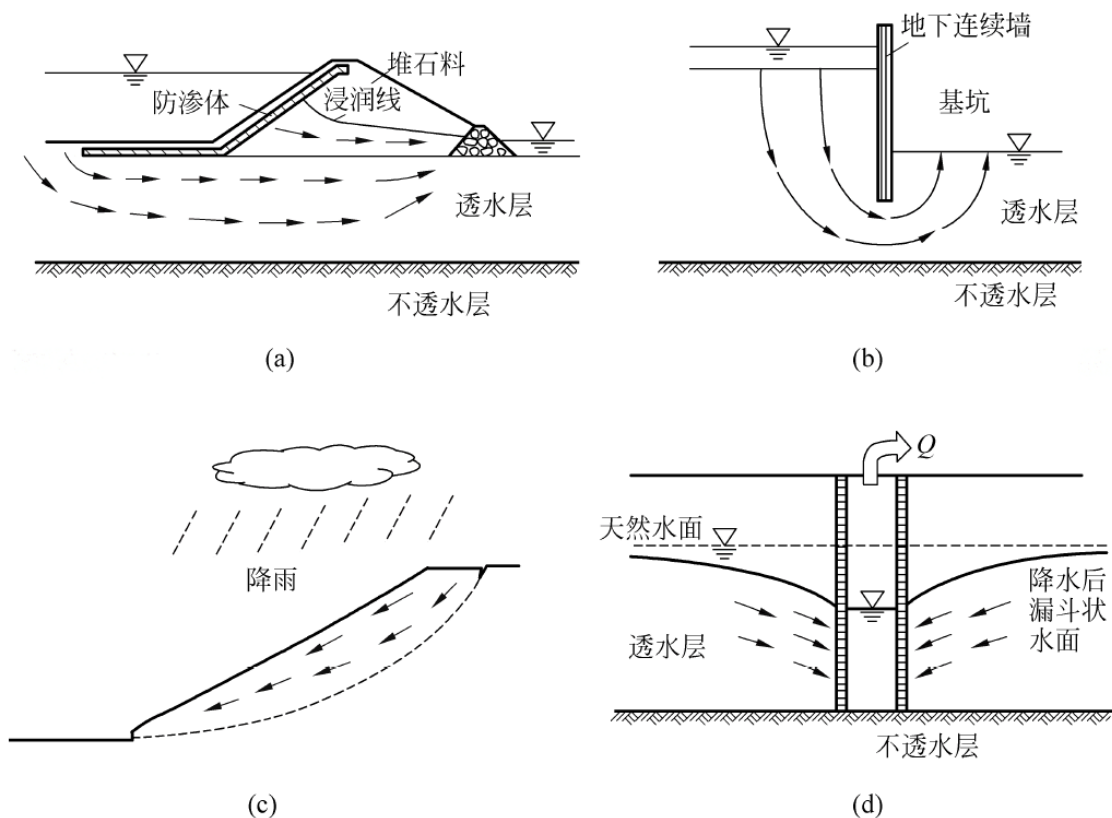 堆石料
防渗体
浸润线
透水层
不透水层
(a)
地下连续墙
基坑
透水层
不透水层
(b)
降雨
(c)
Q
天然水面
降水后
漏斗状
水面
透水层
不透水层
(d)